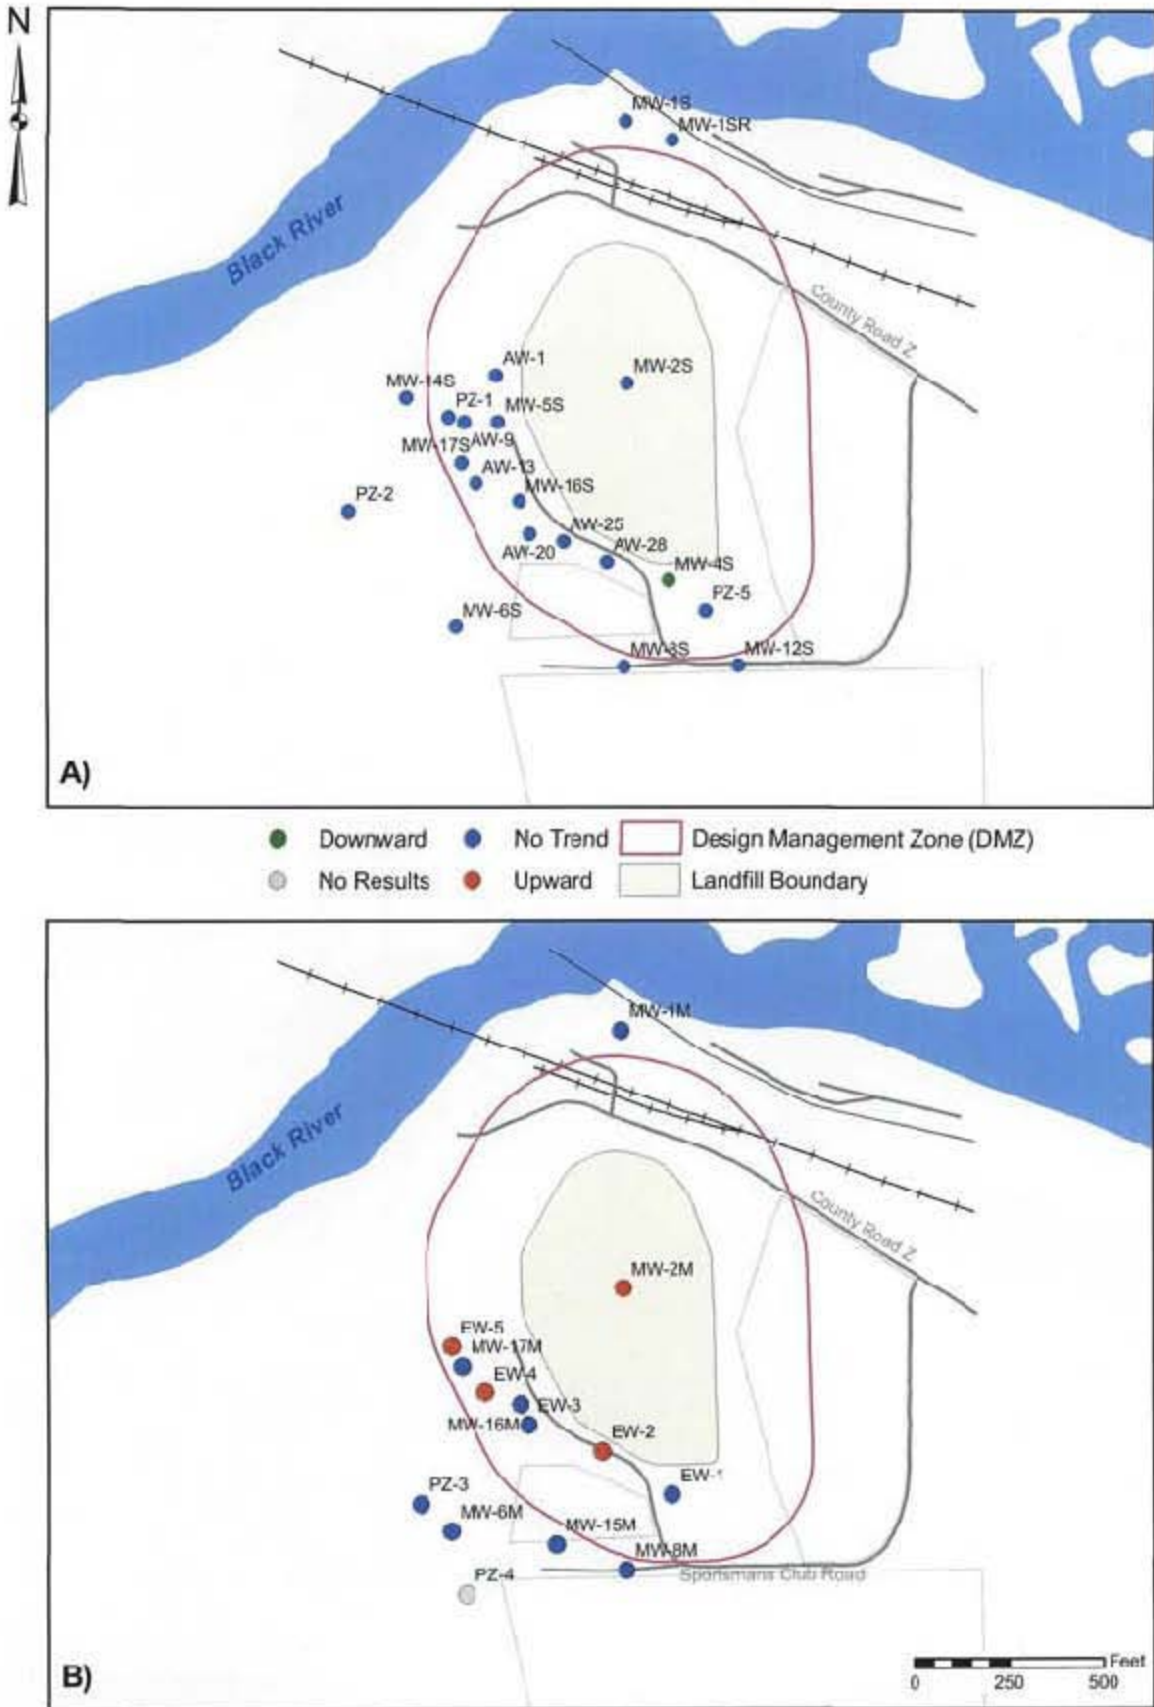 N
MW-1S
MW-1SR
Black River
County Road Z
AW-1
MW-2S
MW-14S
PZ-1
MW-5S
MW-17S
AW-9
AW-13
PZ-2
MW-16S
AW-25
AW-20
AW-28
MW-4S
PZ-5
MW-6S
MW-8S
MW-12S
A)
Downward
No Trend
Design Management Zone (DMZ)
No Results
Upward
Landfill Boundary
MW-1M
Black River
County Road Z
MW-2M
EW-5
MW-17M
EW-4
EW-3
MW-16M
EW-2
PZ-3
EW-1
MW-6M
MW-15M
MW-8M
PZ-4
Sportsmans Club Road
B)
Feet
0 250 500